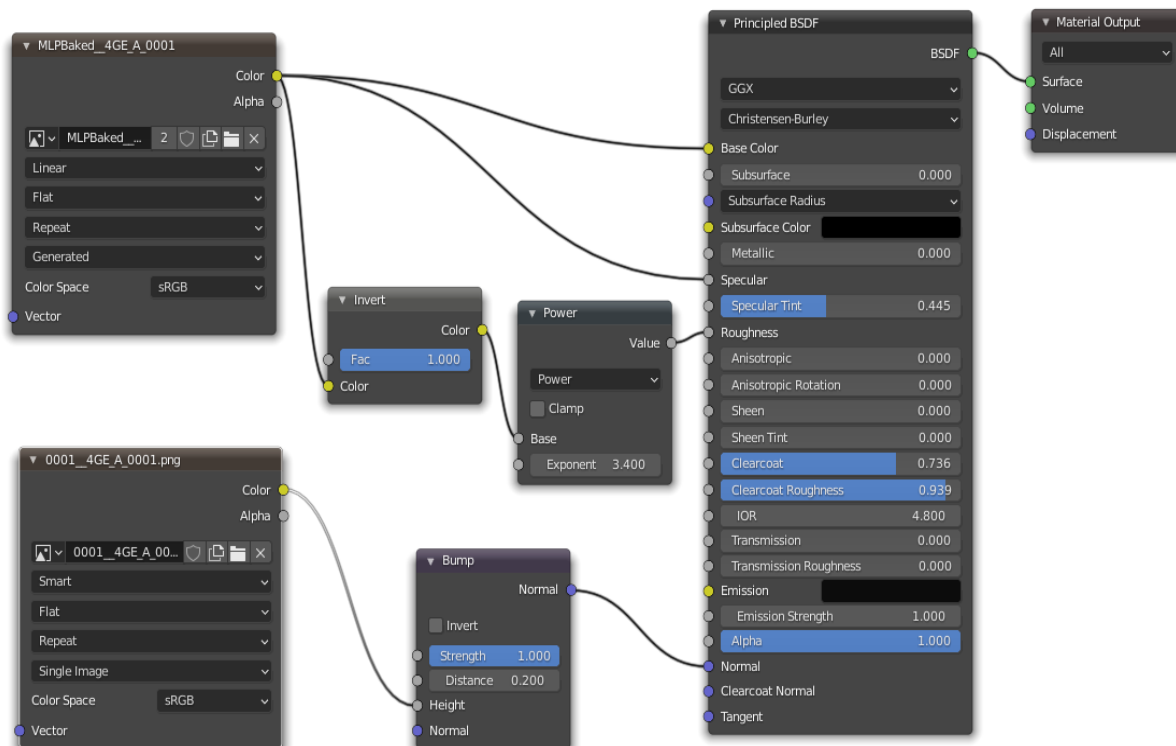 MLPBaked__4GE_A_0001
Color
Alpha
MLPBaked__... 2
Linear
Flat
Repeat
Generated
Color Space sRGB
Vector
Invert
Color
Fac 1.000
Color
Power
Value
Power
Clamp
Base
Exponent 3.400
0001__4GE_A_0001.png
Color
Alpha
0001__4GE_A_00...
Smart
Flat
Repeat
Single Image
Color Space sRGB
Vector
Bump
Normal
Invert
Strength 1.000
Distance 0.200
Height
Normal
Principled BSDF
BSDF
GGX
Christensen-Burley
Base Color
Subsurface 0.000
Subsurface Radius
Subsurface Color
Metallic 0.000
Specular
Specular Tint 0.445
Roughness
Anisotropic 0.000
Anisotropic Rotation 0.000
Sheen 0.000
Sheen Tint 0.000
Clearcoat 0.736
Clearcoat Roughness 0.939
IOR 4.800
Transmission 0.000
Transmission Roughness 0.000
Emission
Emission Strength 1.000
Alpha 1.000
Normal
Clearcoat Normal
Tangent
Material Output
All
Surface
Volume
Displacement